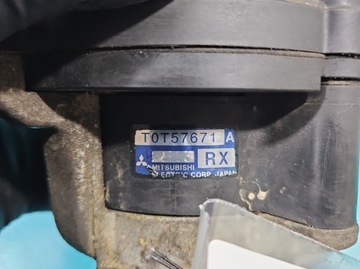 T0T57671 A
RX
MITSUBISHI
ELECTRIC CORP. JAPAN